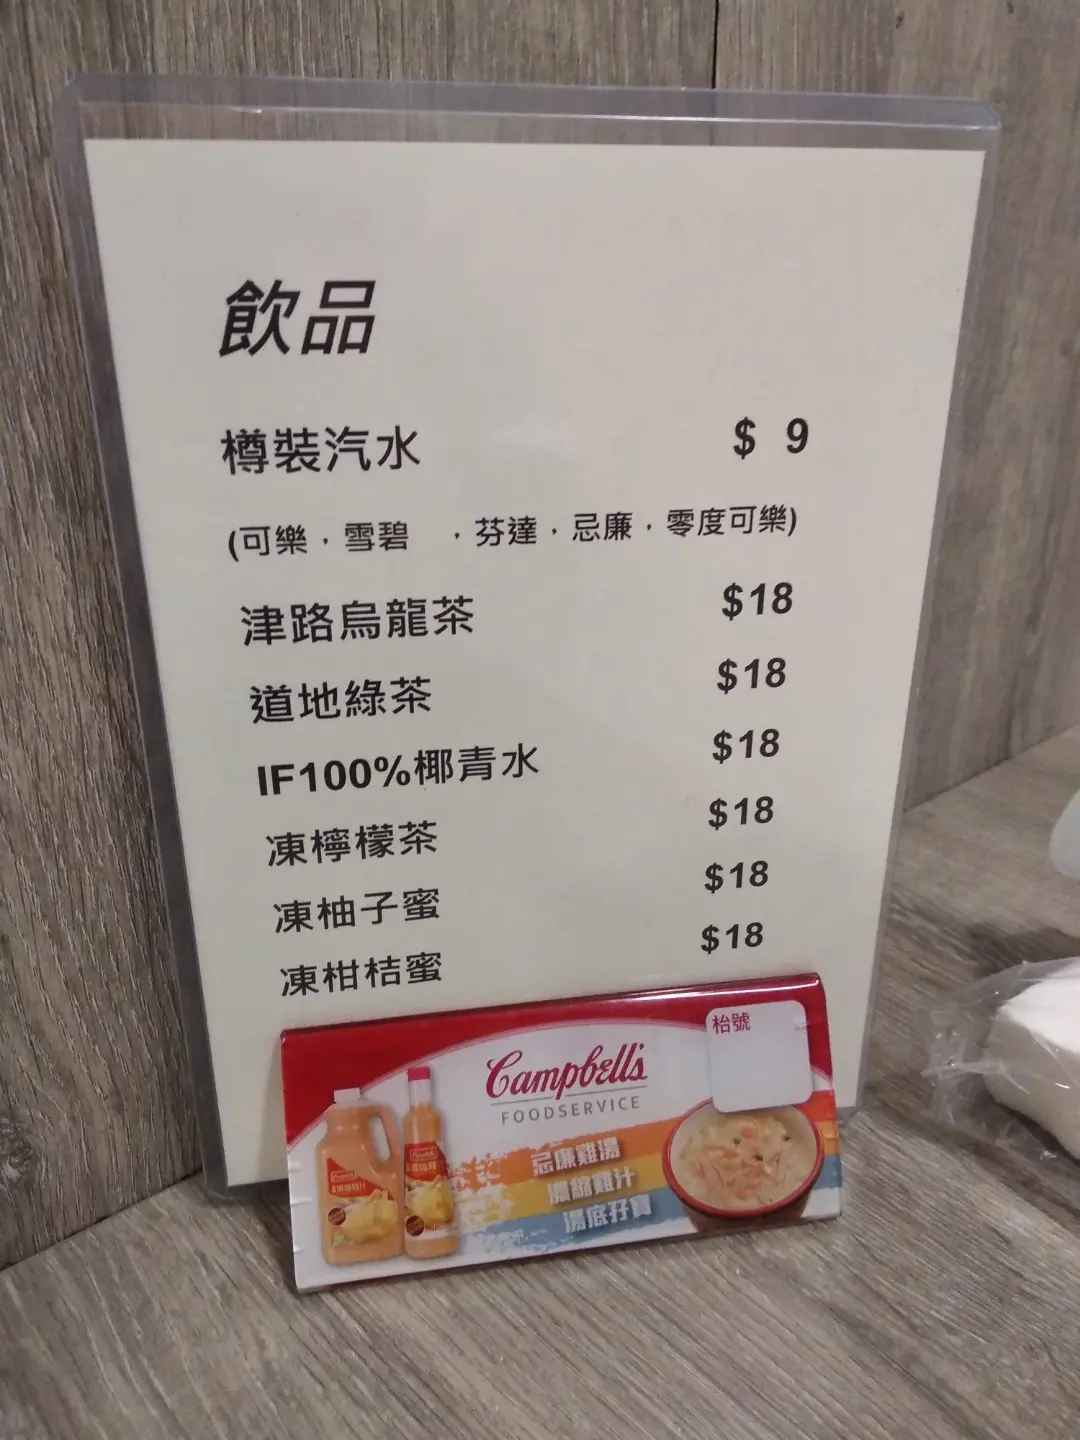 飲品
樽裝汽水 $ 9
(可樂，雪碧 ，芬達，忌廉，零度可樂)
津路烏龍茶 $18
道地綠茶 $18
IF100%椰青水 $18
凍檸檬茶 $18
凍柚子蜜 $18
凍柑桔蜜 $18
枱號
Campbell's
FOODSERVICE
忌廉雞湯
濃縮雞汁
湯底孖寶